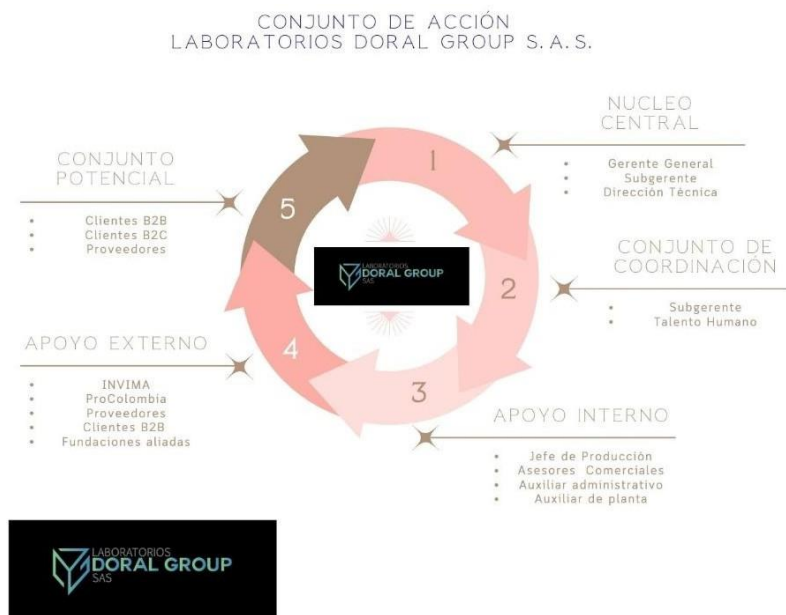 CONJUNTO DE ACCIÓN
LABORATORIOS DORAL GROUP S.A.S.
NUCLEO
CENTRAL
• Gerente General
• Subgerente
• Dirección Técnica
1
CONJUNTO DE
COORDINACIÓN
• Subgerente
• Talento Humano
2
APOYO INTERNO
• Jefe de Producción
• Asesores Comerciales
• Auxiliar administrativo
• Auxiliar de planta
3
APOYO EXTERNO
• INVIMA
• ProColombia
• Proveedores
• Clientes B2B
• Fundaciones aliadas
4
CONJUNTO
POTENCIAL
• Clientes B2B
• Clientes B2C
• Proveedores
5
LABORATORIOS
DORAL GROUP
SAS
LABORATORIOS
DORAL GROUP
SAS